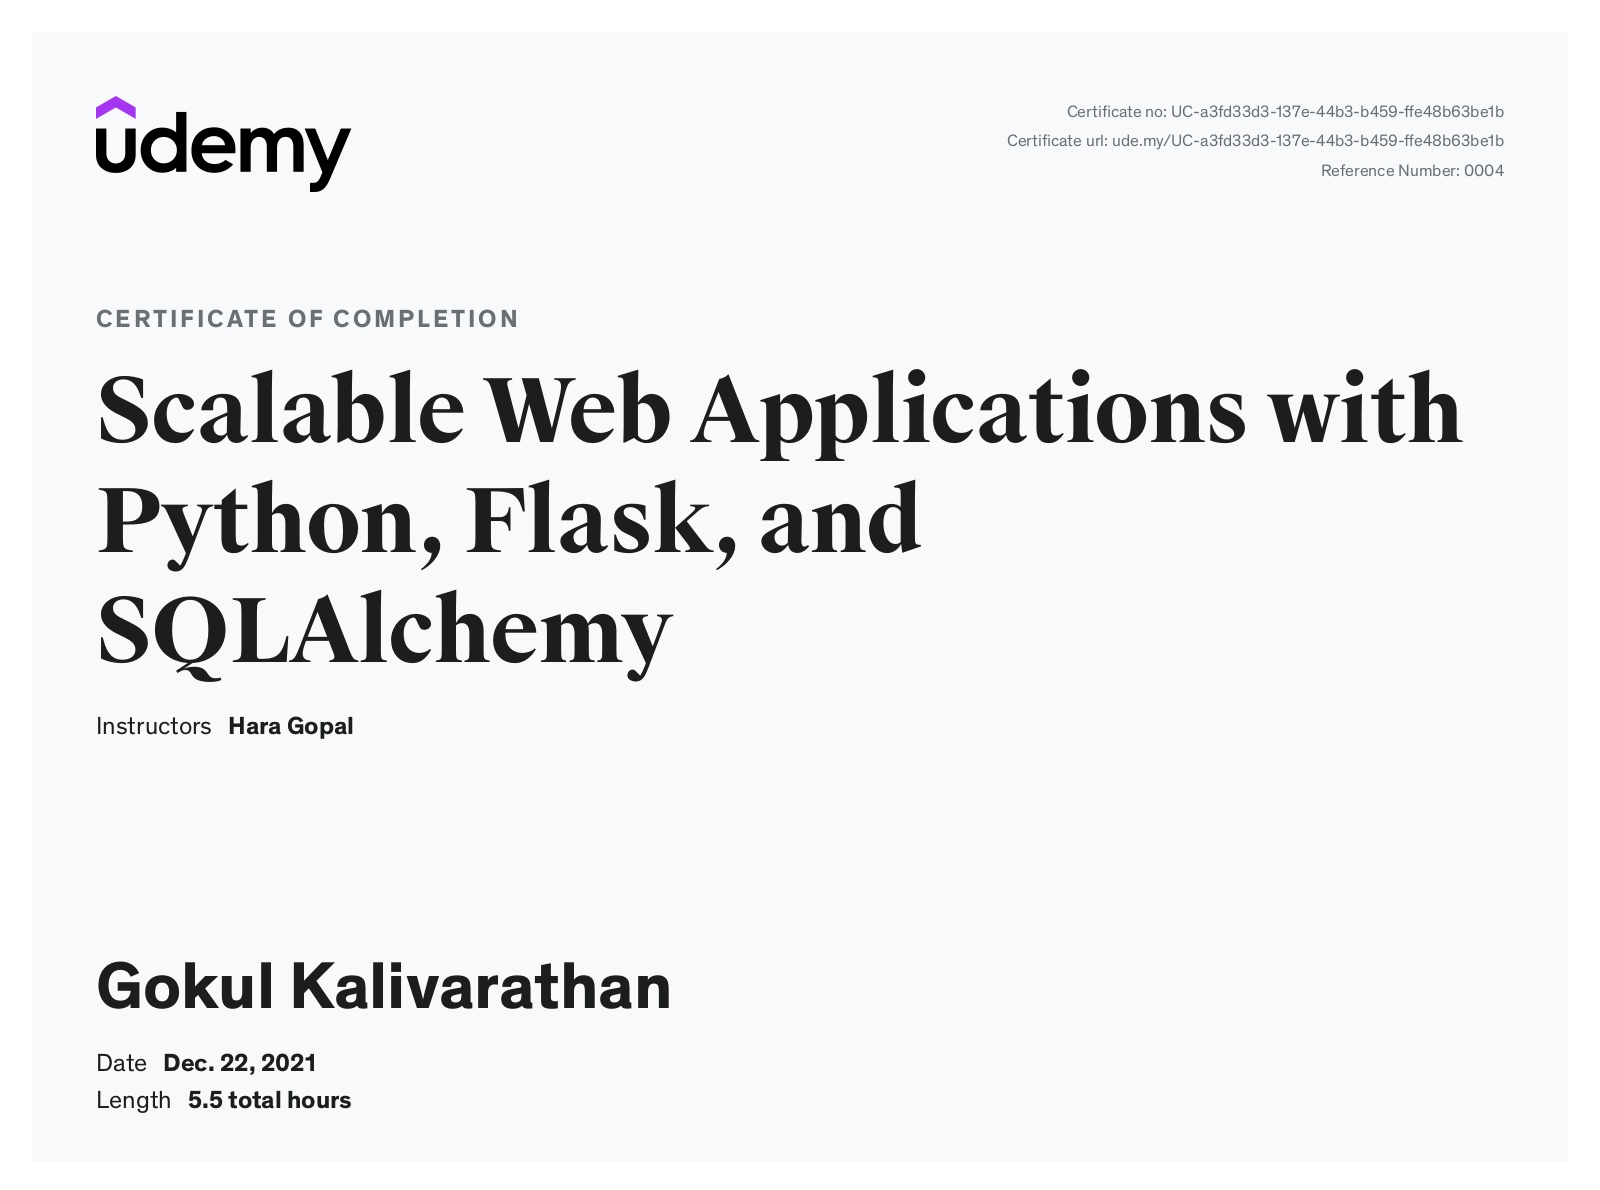 udemy
Certificate no: UC-a3fd33d3-137e-44b3-b459-ffe48b63be1b
Certificate url: ude.my/UC-a3fd33d3-137e-44b3-b459-ffe48b63be1b
Reference Number: 0004
CERTIFICATE OF COMPLETION
Scalable Web Applications with
Python, Flask, and
SQLAlchemy
Instructors Hara Gopal
Gokul Kalivarathan
Date Dec. 22, 2021
Length 5.5 total hours